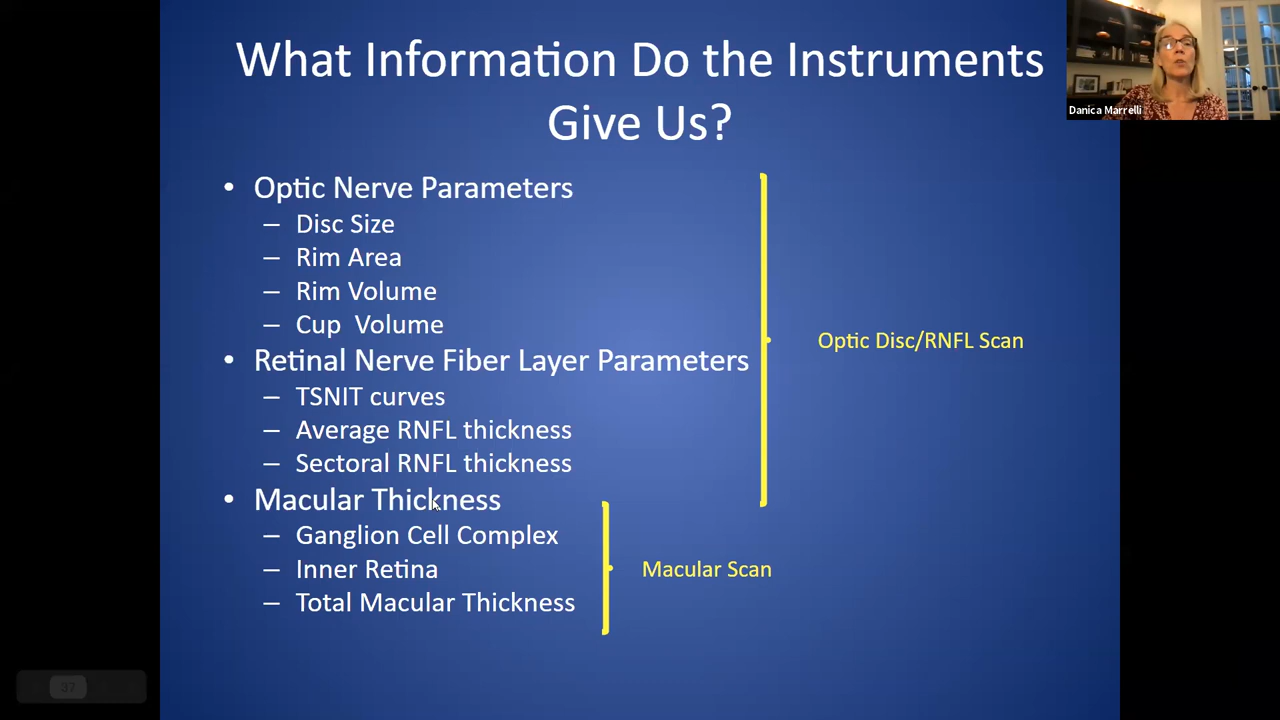 What Information Do the Instruments
Give Us?
Danica Marrelli
• Optic Nerve Parameters
– Disc Size
– Rim Area
– Rim Volume
– Cup Volume
• Retinal Nerve Fiber Layer Parameters
– TSNIT curves
– Average RNFL thickness
– Sectoral RNFL thickness
Optic Disc/RNFL Scan
• Macular Thickness
– Ganglion Cell Complex
– Inner Retina
– Total Macular Thickness
Macular Scan
37